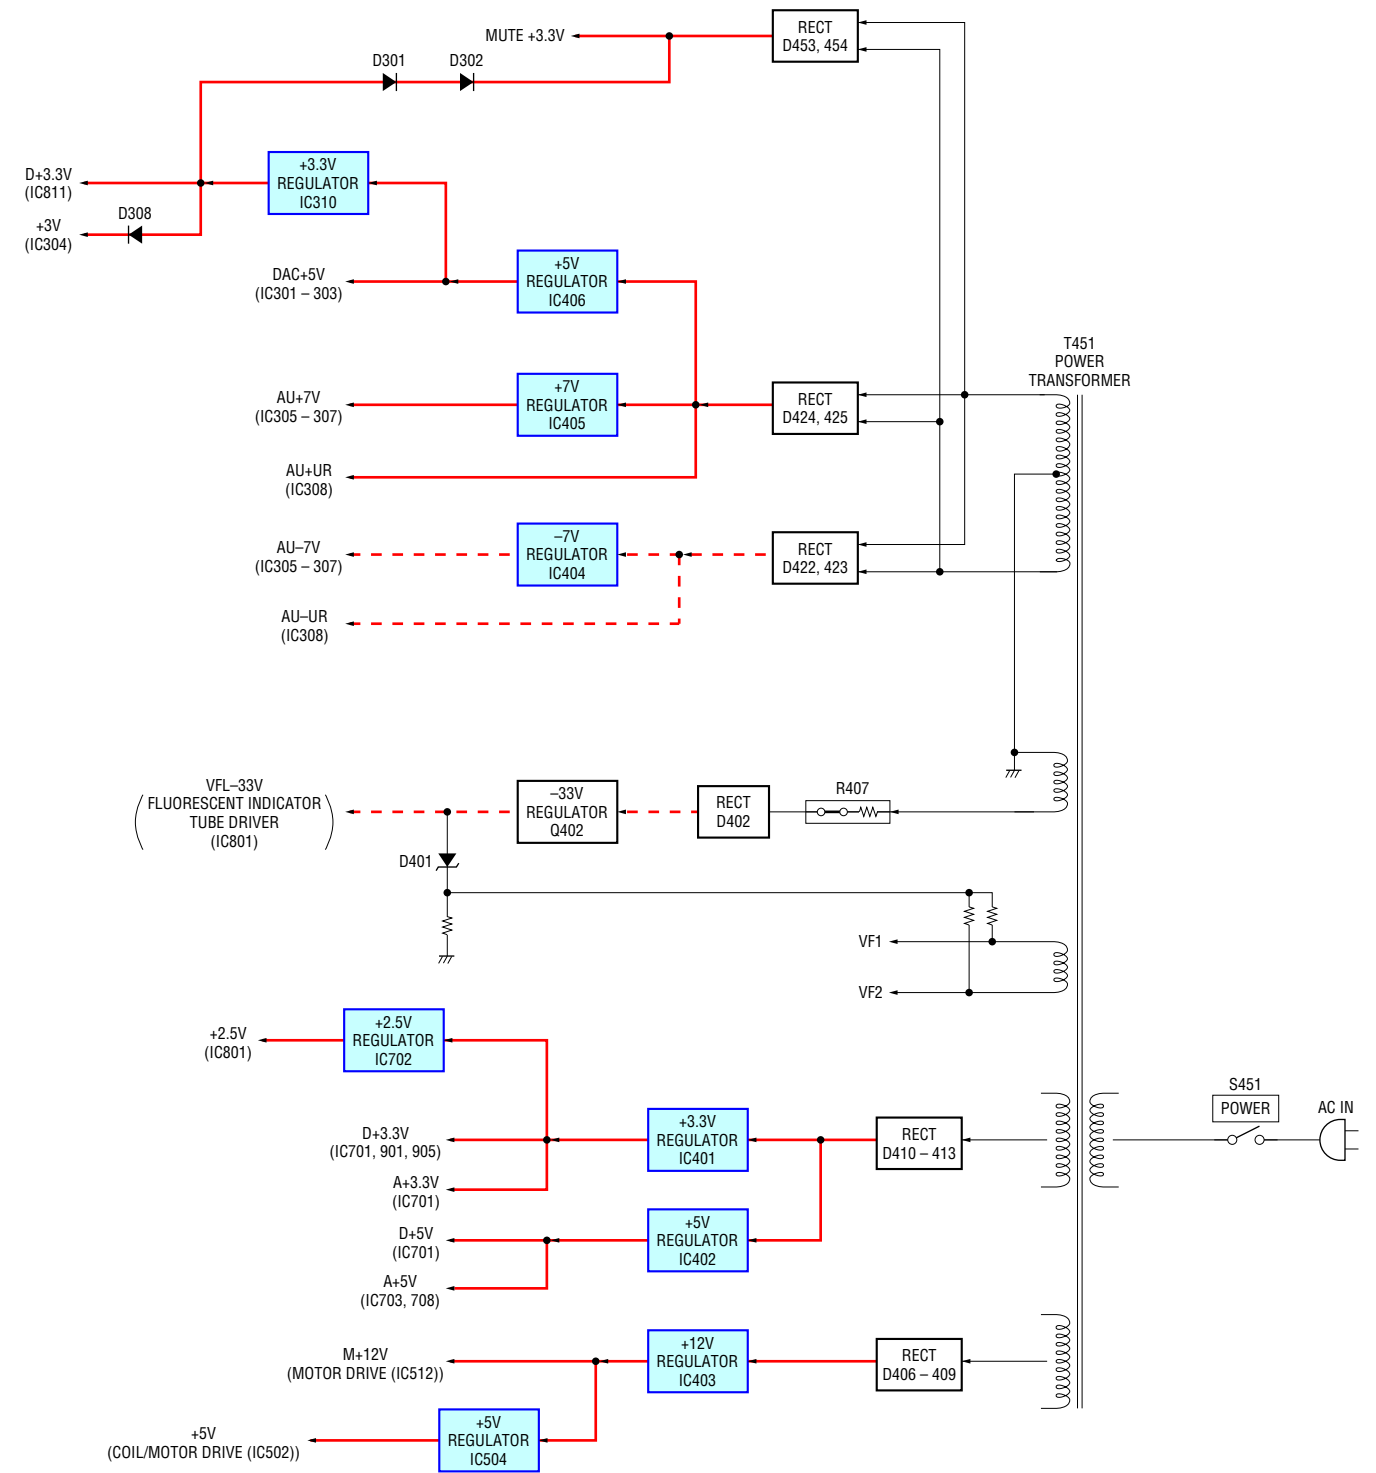 RECT
D453, 454
MUTE +3.3V
D301
D302
+3.3V
REGULATOR
IC310
D+3.3V
(IC811)
D308
+3V
(IC304)
+5V
REGULATOR
IC406
DAC+5V
(IC301 – 303)
T451
POWER
TRANSFORMER
+7V
REGULATOR
IC405
RECT
D424, 425
AU+7V
(IC305 – 307)
AU+UR
(IC308)
–7V
REGULATOR
IC404
RECT
D422, 423
AU–7V
(IC305 – 307)
AU–UR
(IC308)
VFL–33V
FLUORESCENT INDICATOR
TUBE DRIVER
(IC801)
–33V
REGULATOR
Q402
RECT
D402
R407
D401
VF1
VF2
+2.5V
REGULATOR
IC702
+2.5V
(IC801)
S451
POWER
AC IN
+3.3V
REGULATOR
IC401
RECT
D410 – 413
D+3.3V
(IC701, 901, 905)
A+3.3V
(IC701)
+5V
REGULATOR
IC402
D+5V
(IC701)
A+5V
(IC703, 708)
+12V
REGULATOR
IC403
RECT
D406 – 409
M+12V
(MOTOR DRIVE (IC512))
+5V
REGULATOR
IC504
+5V
(COIL/MOTOR DRIVE (IC502))